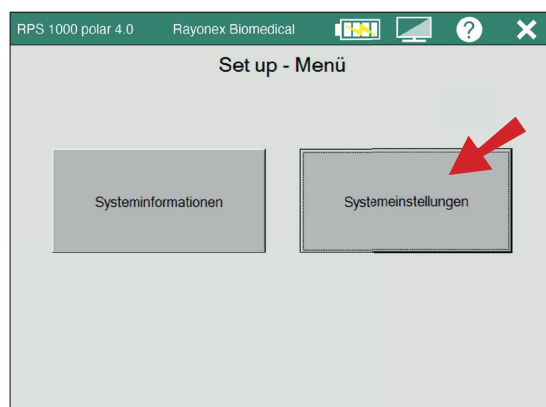 RPS 1000 polar 4.0 Rayonex Biomedical ?
Set up - Menü
Systeminformationen Systemeinstellungen